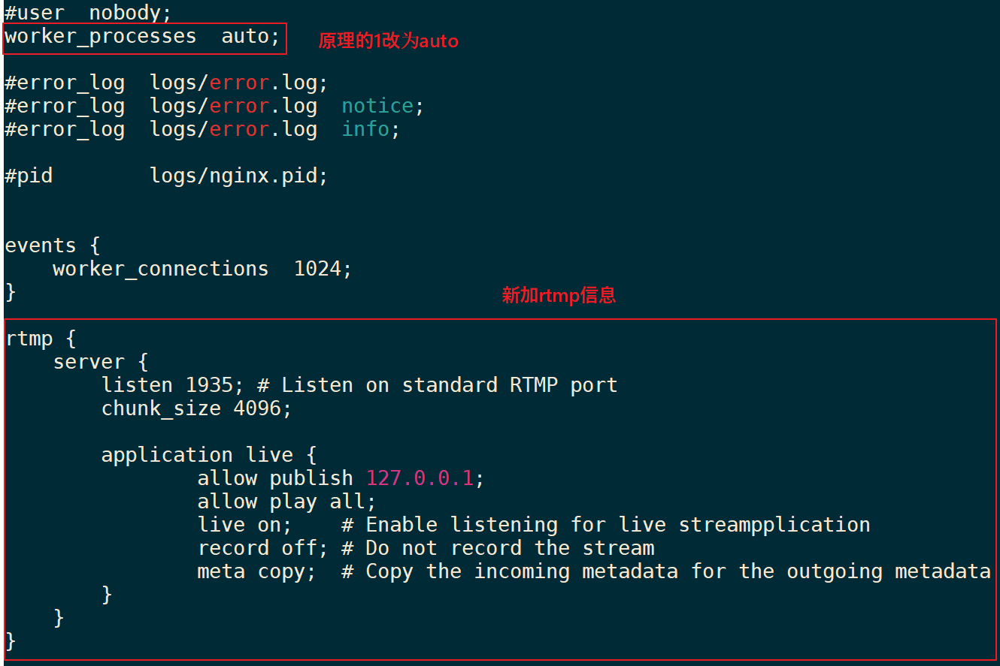 #user  nobody;
worker_processes  auto;
原理的1改为auto
#error_log  logs/error.log;
#error_log  logs/error.log  notice;
#error_log  logs/error.log  info;
#pid        logs/nginx.pid;
events {
    worker_connections  1024;
}
新加rtmp信息
rtmp {
    server {
        listen 1935; # Listen on standard RTMP port
        chunk_size 4096;
        application live {
                allow publish 127.0.0.1;
                allow play all;
                live on;    # Enable listening for live streampplication
                record off; # Do not record the stream
                meta copy;  # Copy the incoming metadata for the outgoing metadata
        }
    }
}